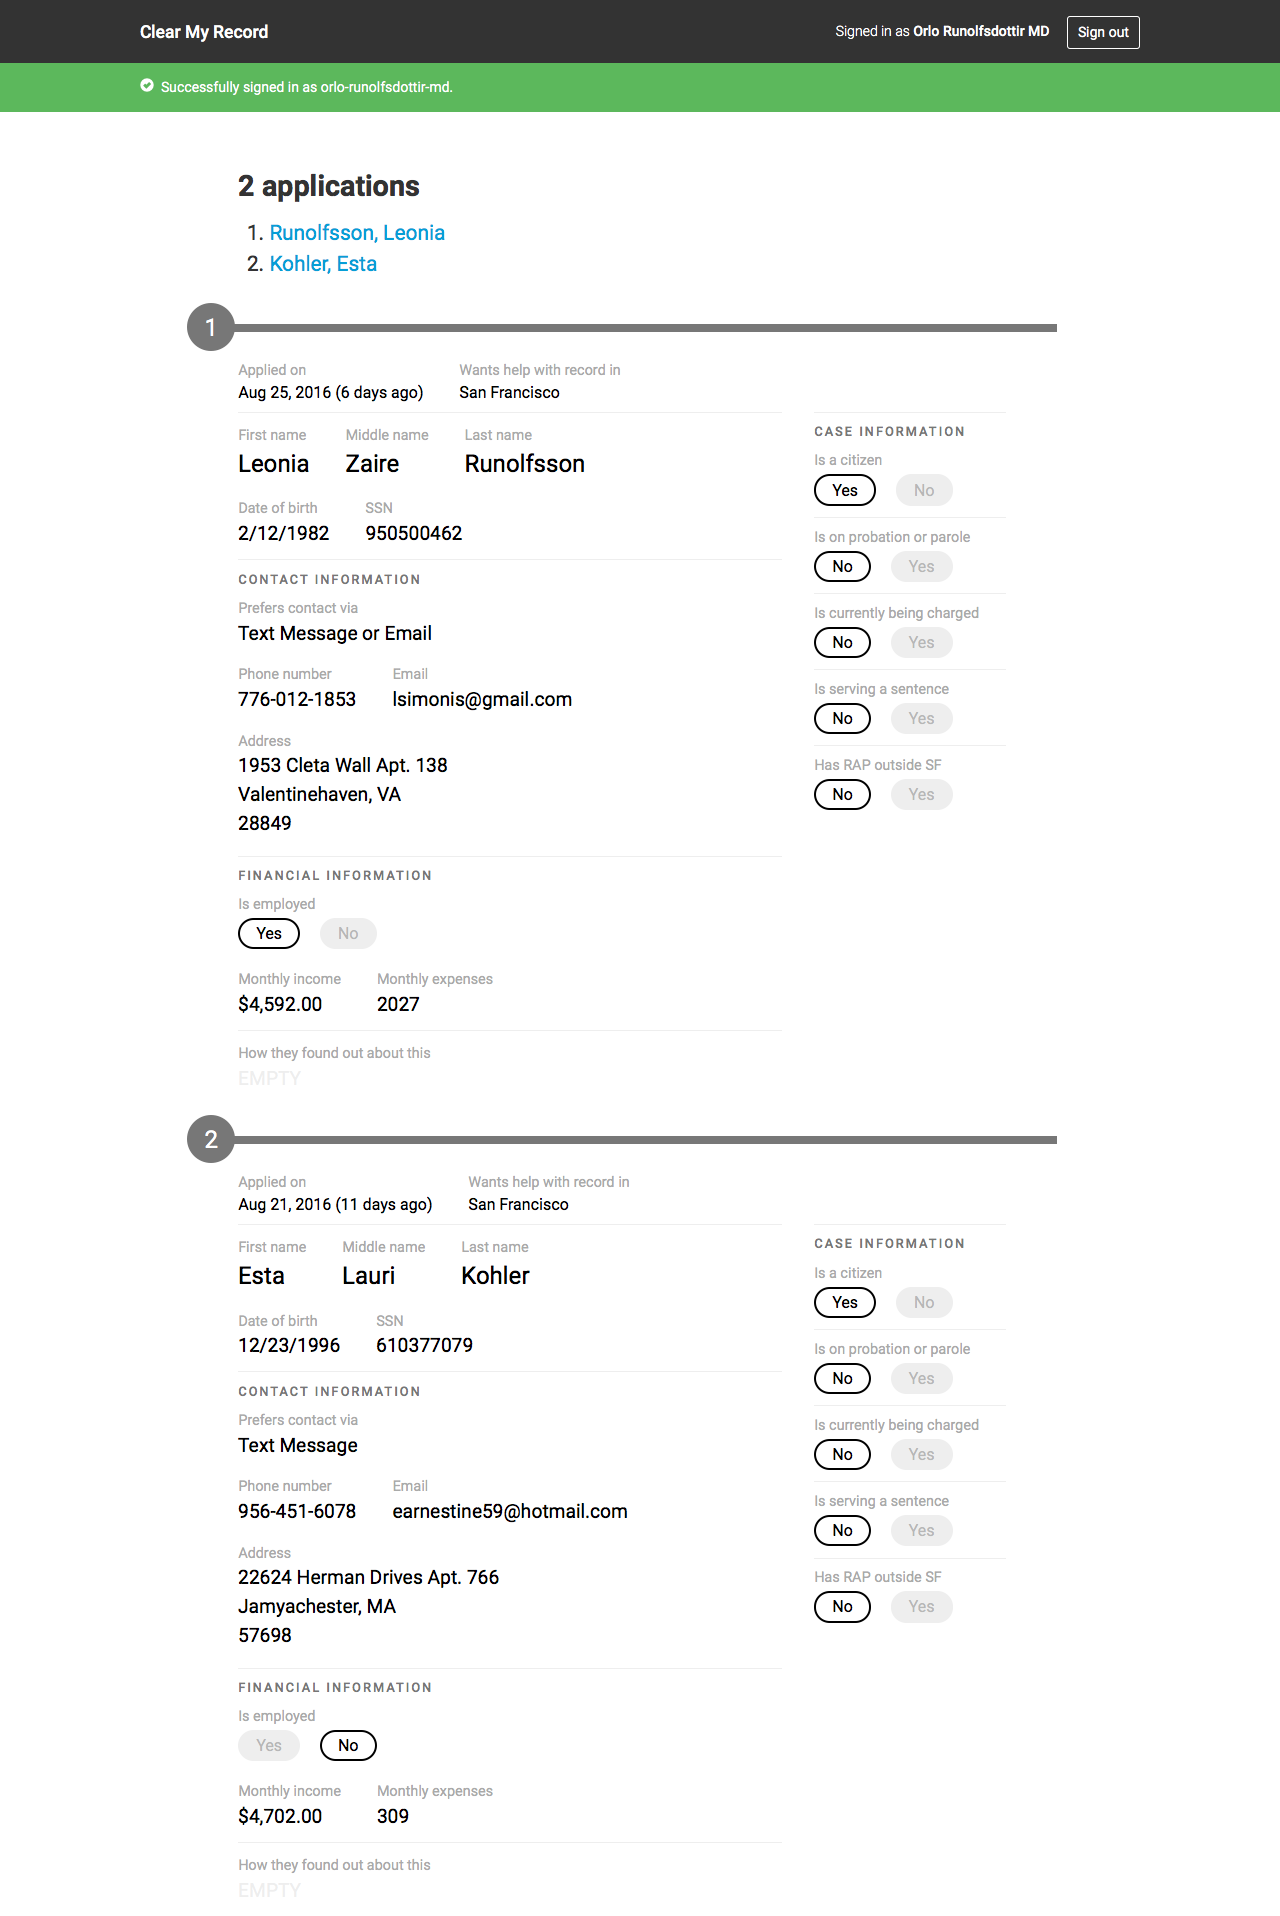 Clear My Record
Signed in as Orlo Runolfsdottir MD Sign out
Successfully signed in as orlo-runolfsdottir-md.
2 applications
1. Runolfsson, Leonia
2. Kohler, Esta
1
Applied on Wants help with record in
Aug 25, 2016 (6 days ago) San Francisco
First name Middle name Last name
Leonia Zaire Runolfsson
Date of birth SSN
2/12/1982 950500462
CONTACT INFORMATION
Prefers contact via
Text Message or Email
Phone number Email
776-012-1853 lsimonis@gmail.com
Address
1953 Cleta Wall Apt. 138
Valentinehaven, VA
28849
FINANCIAL INFORMATION
Is employed
Yes No
Monthly income Monthly expenses
$4,592.00 2027
How they found out about this
EMPTY
CASE INFORMATION
Is a citizen
Yes No
Is on probation or parole
No Yes
Is currently being charged
No Yes
Is serving a sentence
No Yes
Has RAP outside SF
No Yes
2
Applied on Wants help with record in
Aug 21, 2016 (11 days ago) San Francisco
First name Middle name Last name
Esta Lauri Kohler
Date of birth SSN
12/23/1996 610377079
CONTACT INFORMATION
Prefers contact via
Text Message
Phone number Email
956-451-6078 earnestine59@hotmail.com
Address
22624 Herman Drives Apt. 766
Jamyachester, MA
57698
FINANCIAL INFORMATION
Is employed
Yes No
Monthly income Monthly expenses
$4,702.00 309
How they found out about this
EMPTY
CASE INFORMATION
Is a citizen
Yes No
Is on probation or parole
No Yes
Is currently being charged
No Yes
Is serving a sentence
No Yes
Has RAP outside SF
No Yes